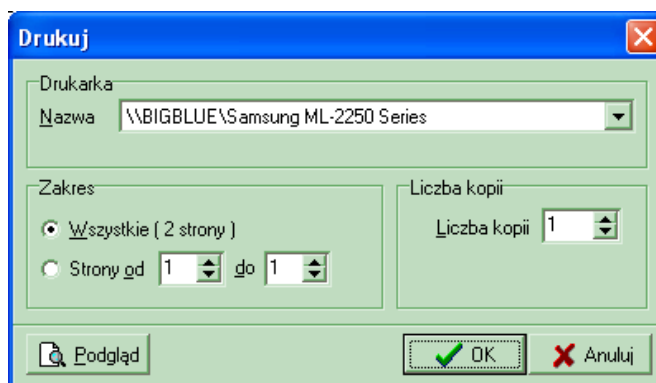 Drukuj
Drukarka
Nazwa \\BIGBLUE\Samsung ML-2250 Series
Zakres
Wszystkie ( 2 strony )
Strony od 1 do 1
Liczba kopii
Liczba kopii 1
Podgląd
OK
Anuluj